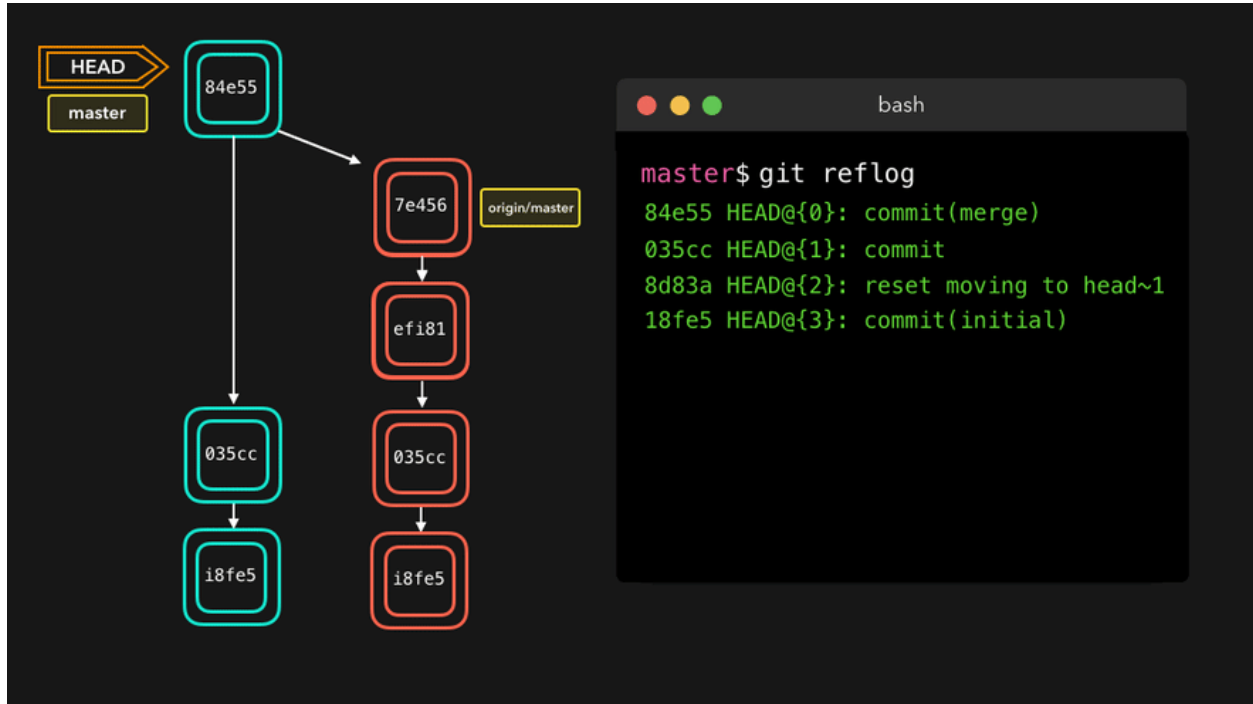 HEAD
master
84e55
7e456
origin/master
efi81
035cc
035cc
i8fe5
i8fe5
bash
master$ git reflog
84e55 HEAD@{0}: commit(merge)
035cc HEAD@{1}: commit
8d83a HEAD@{2}: reset moving to head~1
18fe5 HEAD@{3}: commit(initial)